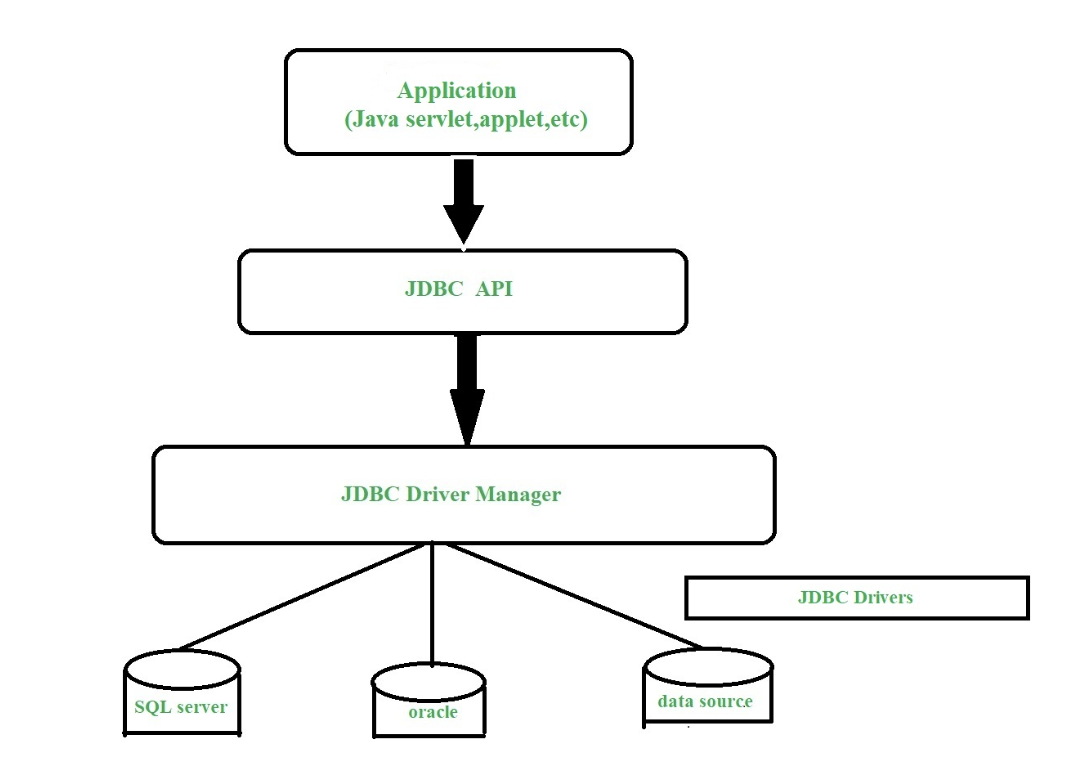 Application
(Java servlet,applet,etc)
JDBC API
JDBC Driver Manager
JDBC Drivers
SQL server
oracle
data source